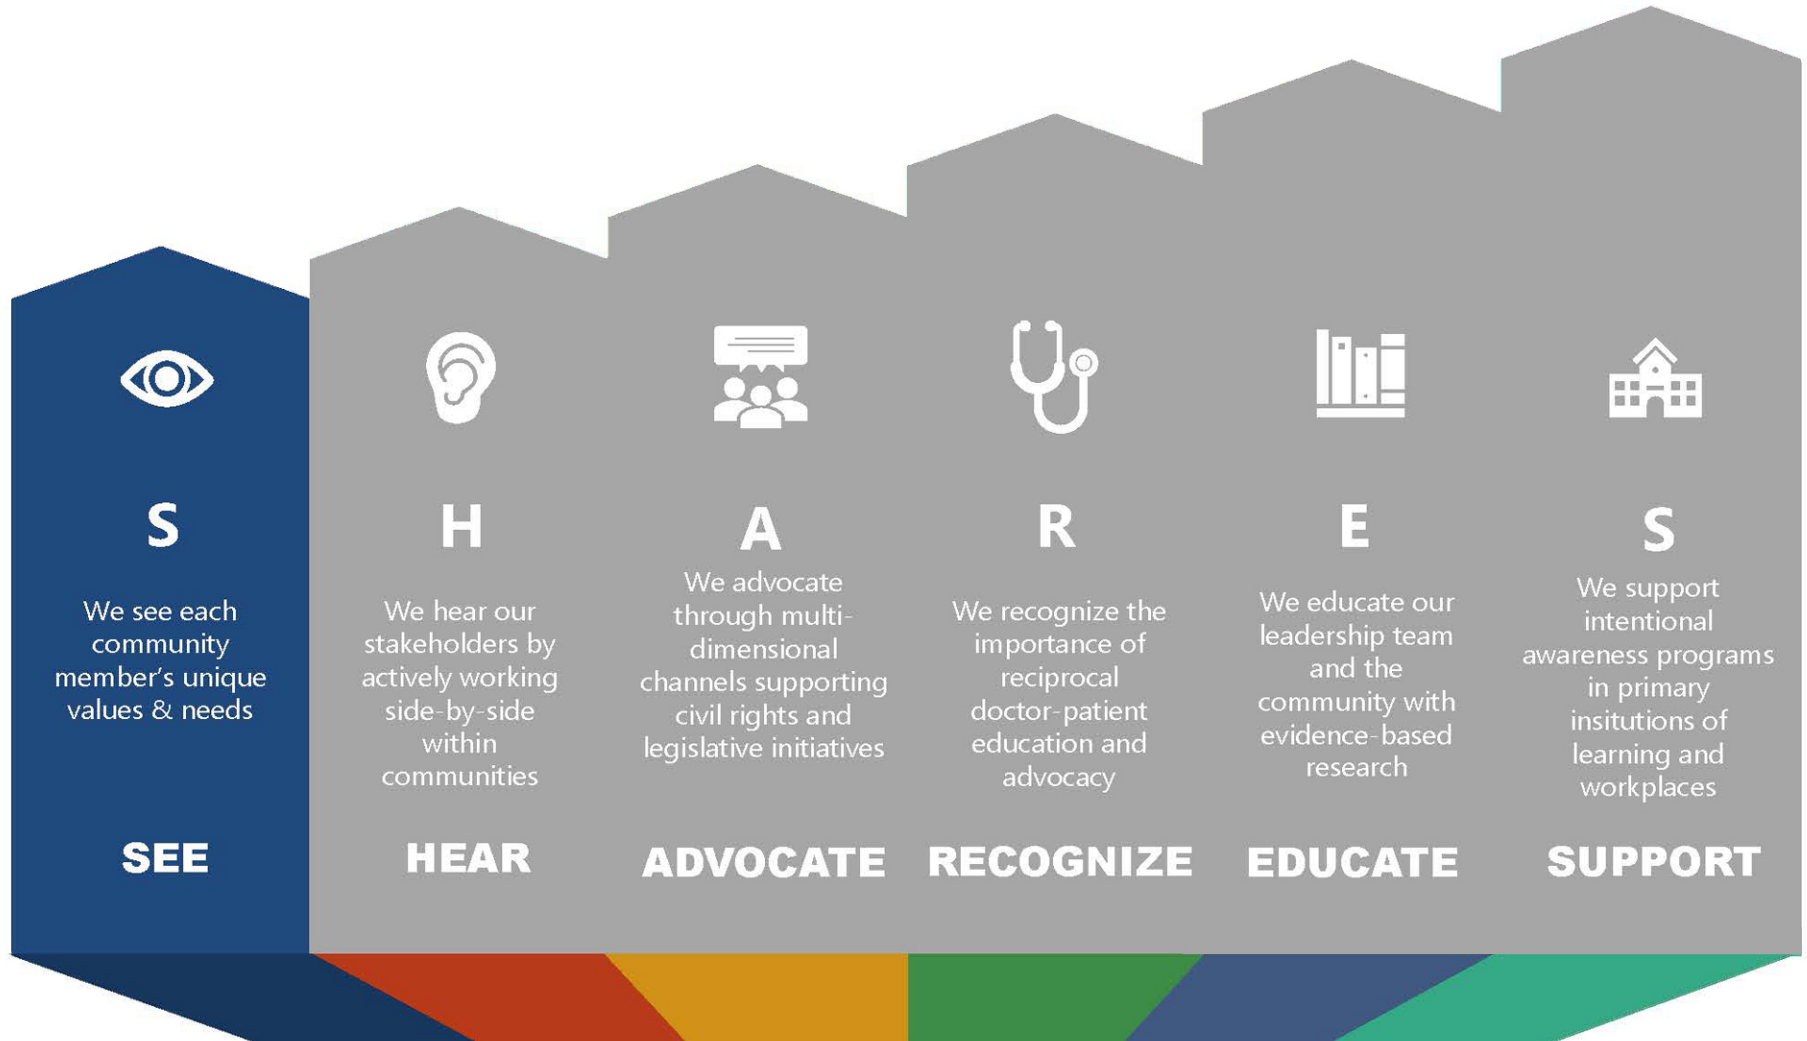 S
We see each
community
member's unique
values & needs
SEE
H
We hear our
stakeholders by
actively working
side-by-side
within
communities
HEAR
A
We advocate
through multi-
dimensional
channels supporting
civil rights and
legislative initiatives
ADVOCATE
R
We recognize the
importance of
reciprocal
doctor-patient
education and
advocacy
RECOGNIZE
E
We educate our
leadership team
and the
community with
evidence-based
research
EDUCATE
S
We support
intentional
awareness programs
in primary
insitutions of
learning and
workplaces
SUPPORT